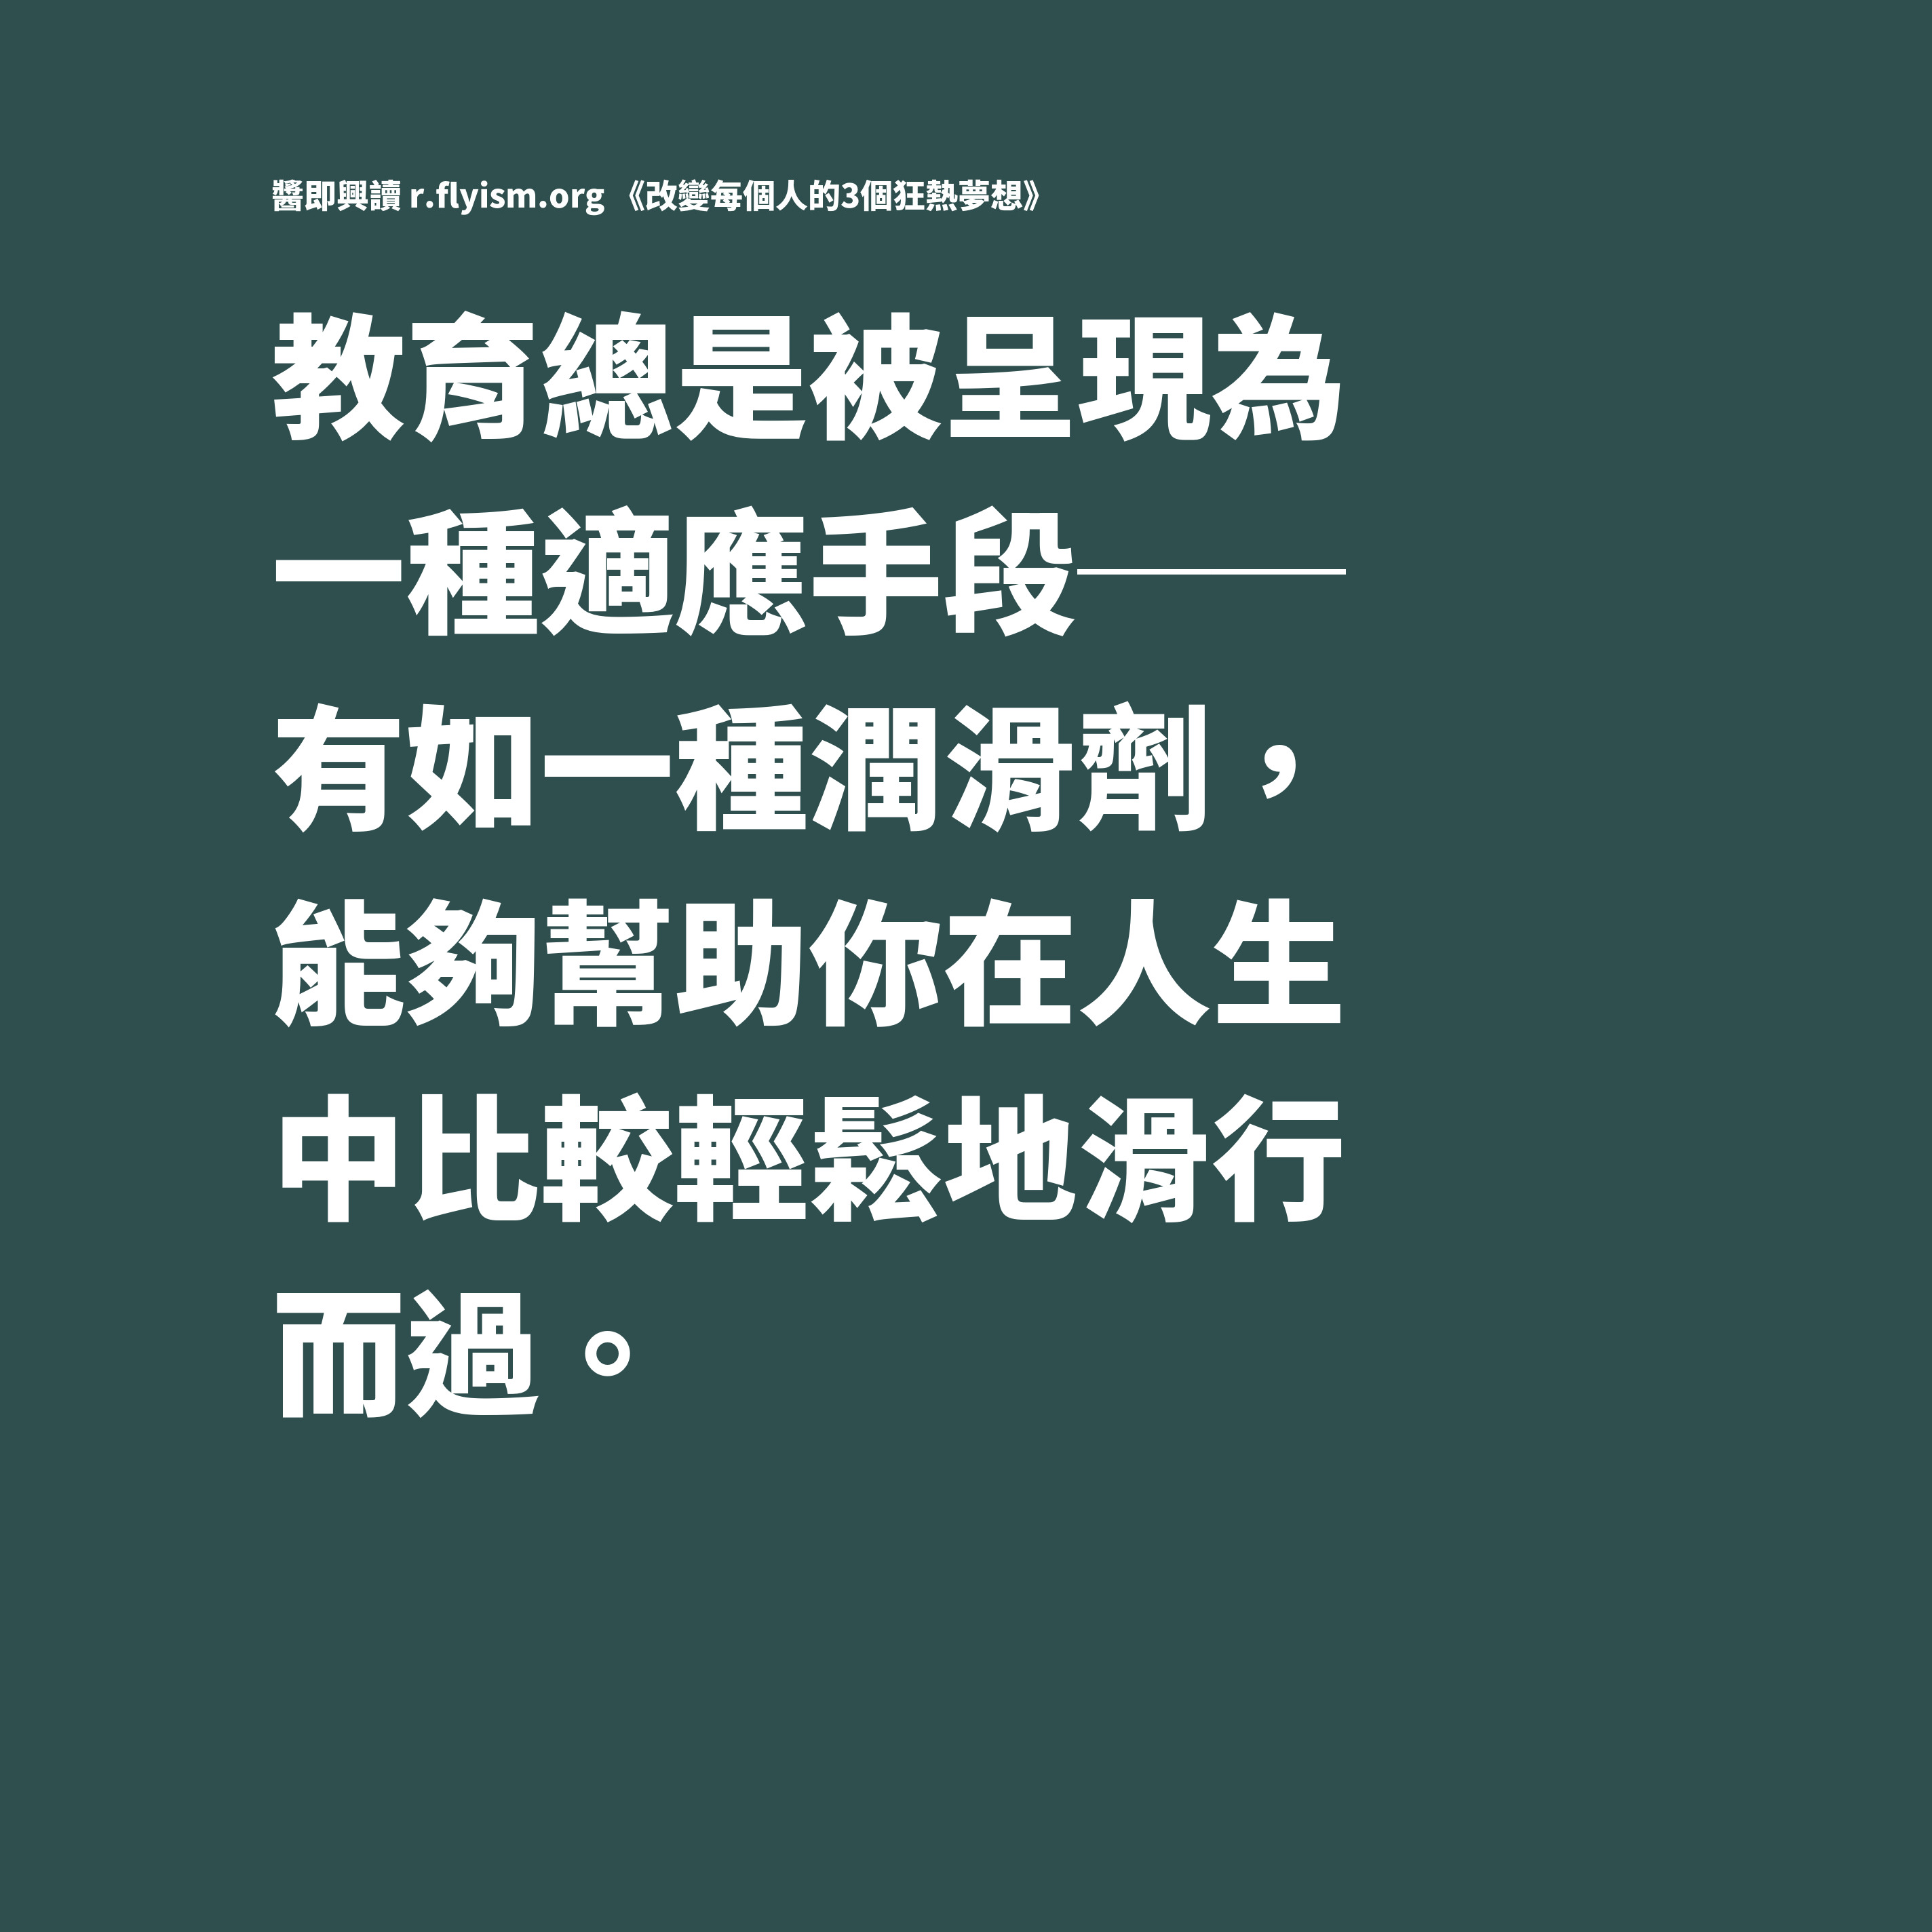 醫即興讀 r.flyism.org《改變每個人的3個狂熱夢想》
教育總是被呈現為
一種適應手段——
有如一種潤滑劑，
能夠幫助你在人生
中比較輕鬆地滑行
而過。